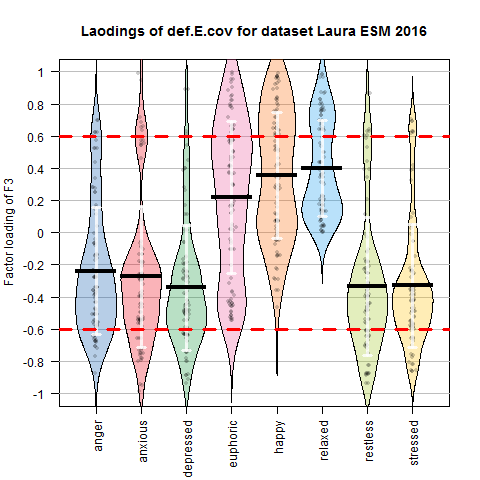 Laodings of def.E.cov for dataset Laura ESM 2016
Factor loading of F3
1
0.8
0.6
0.4
0.2
0
-0.2
-0.4
-0.6
-0.8
-1
anger
anxious
depressed
euphoric
happy
relaxed
restless
stressed